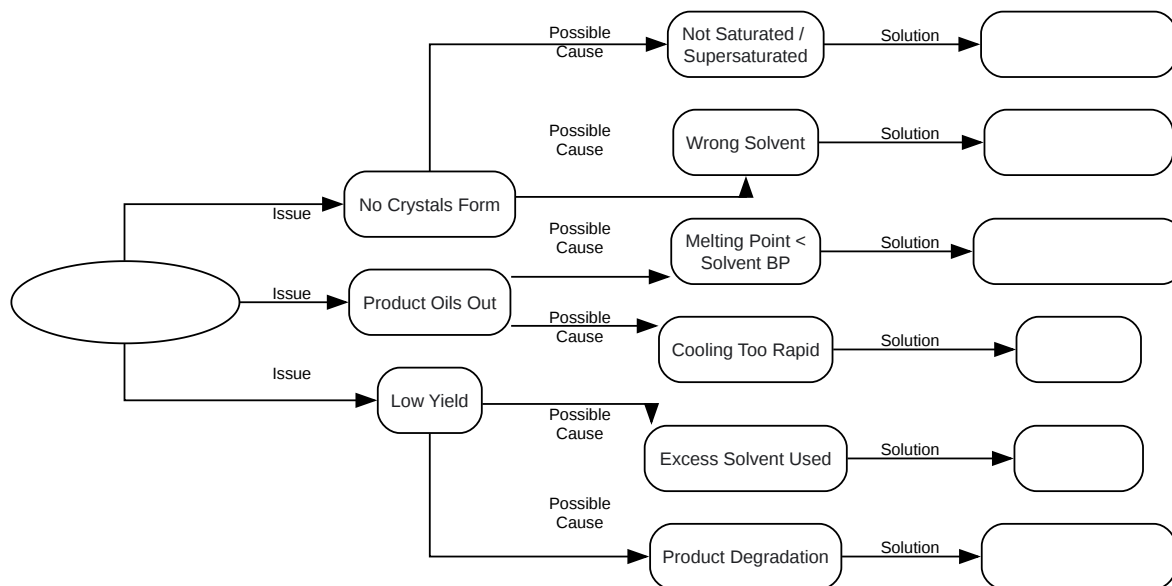 Possible
Cause
Not Saturated /
Supersaturated
Solution
Possible
Cause
Wrong Solvent
Solution
Issue
No Crystals Form
Possible
Cause
Melting Point <
Solvent BP
Solution
Issue
Product Oils Out
Possible
Cause
Cooling Too Rapid
Solution
Issue
Low Yield
Possible
Cause
Excess Solvent Used
Solution
Possible
Cause
Product Degradation
Solution